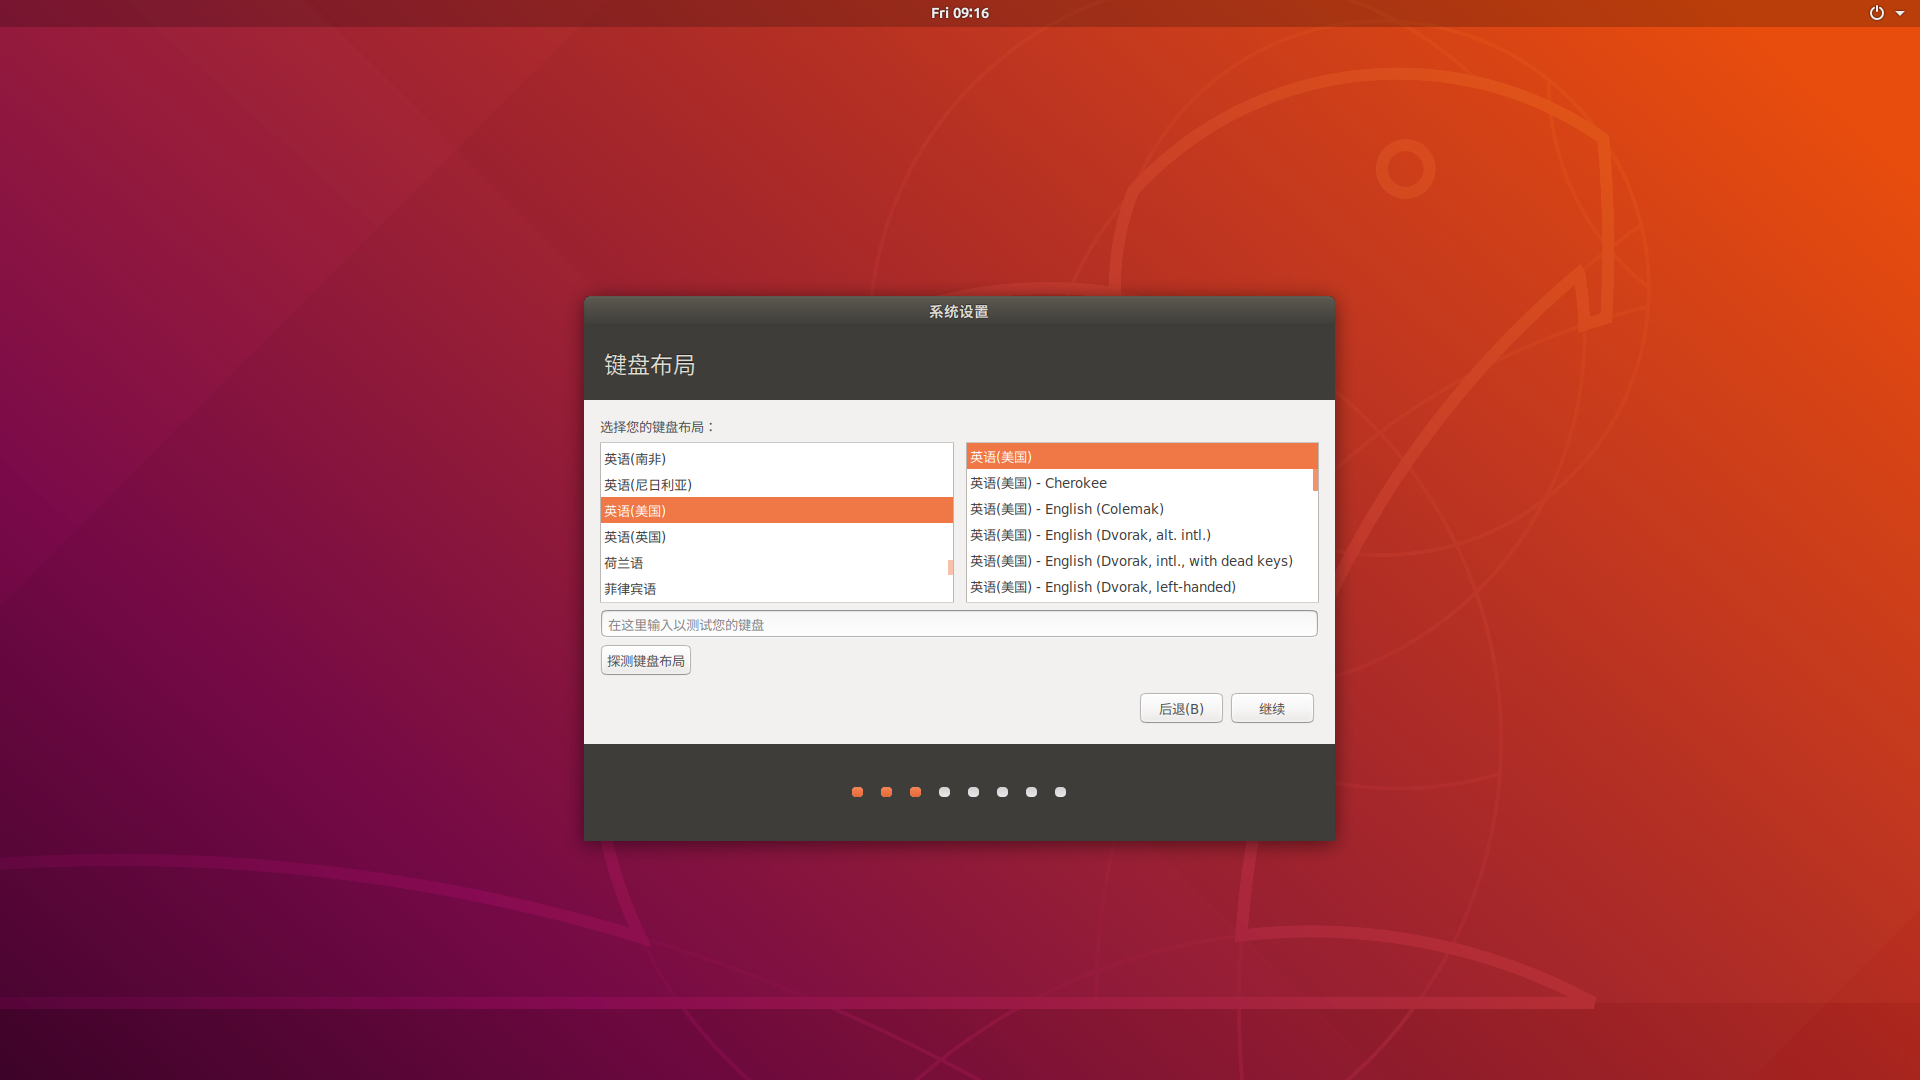 Fri 09:16
系统设置
键盘布局
选择您的键盘布局：
英语(南非)
英语(尼日利亚)
英语(美国)
英语(英国)
荷兰语
菲律宾语
英语(美国)
英语(美国) - Cherokee
英语(美国) - English (Colemak)
英语(美国) - English (Dvorak, alt. intl.)
英语(美国) - English (Dvorak, intl., with dead keys)
英语(美国) - English (Dvorak, left-handed)
在这里输入以测试您的键盘
探测键盘布局
后退(B)
继续